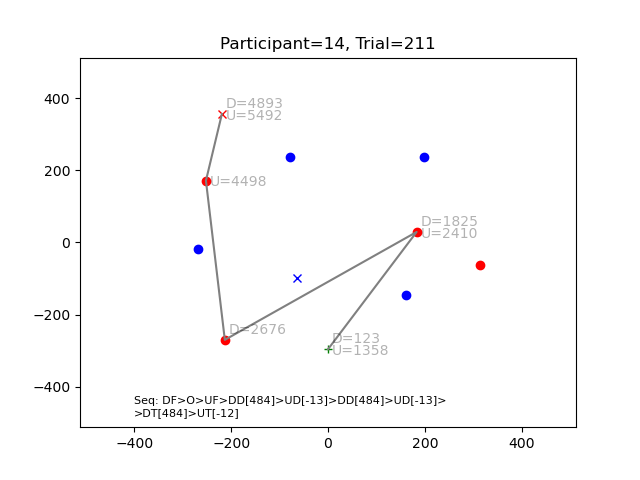 Participant=14, Trial=211
400
200
0
−200
−400
D=4893
U=5492
U=4498
D=1825
U=2410
D=2676
D=123
U=1358
Seq: DF>O>UF>DD[484]>UD[-13]>DD[484]>UD[-13]>
>DT[484]>UT[-12]
−400 −200 0 200 400